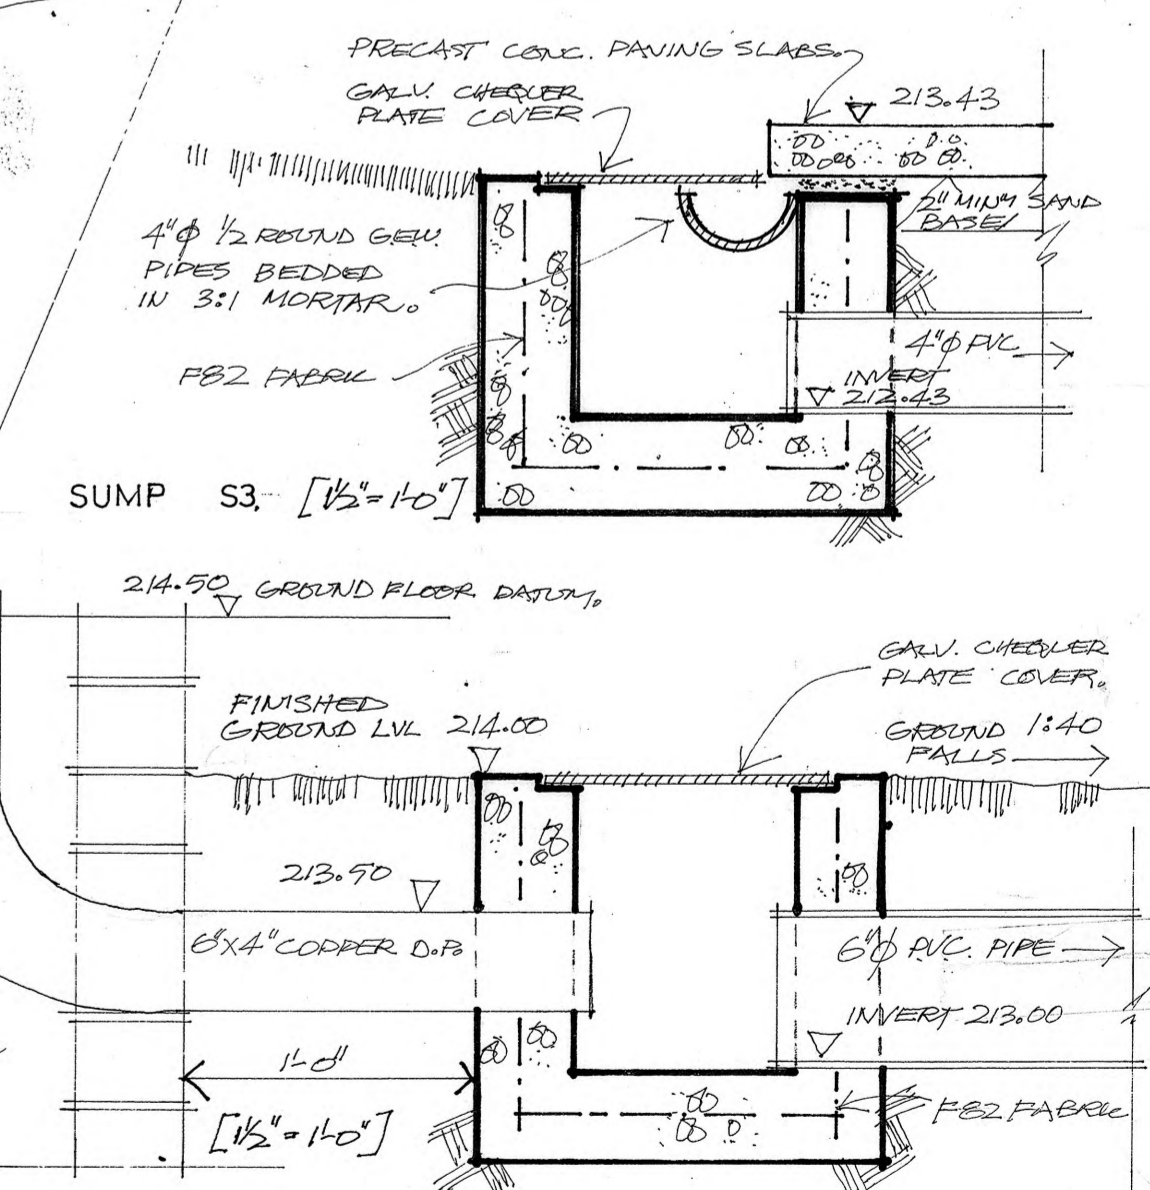 PRECAST CONC. PAVING SLABS.
GALV. CHEQUER
PLATE COVER
213.43
2" MINM SAND
BASE
4"ϕ 1/2 ROUND G.E.W.
PIPES BEDDED
IN 3:1 MORTAR.
4"ϕ PVC
F82 FABRIC
INVERT
212.43
SUMP S3. [1½" = 1'-0"]
214.50 GROUND FLOOR DATUM.
GALV. CHEQUER
PLATE COVER.
FINISHED
GROUND LVL 214.00
GROUND 1:40
FALLS
213.50
6"X4" COPPER D.P.
6"ϕ PVC. PIPE
INVERT 213.00
1'-0"
F82 FABRIC
[1½" = 1'-0"]